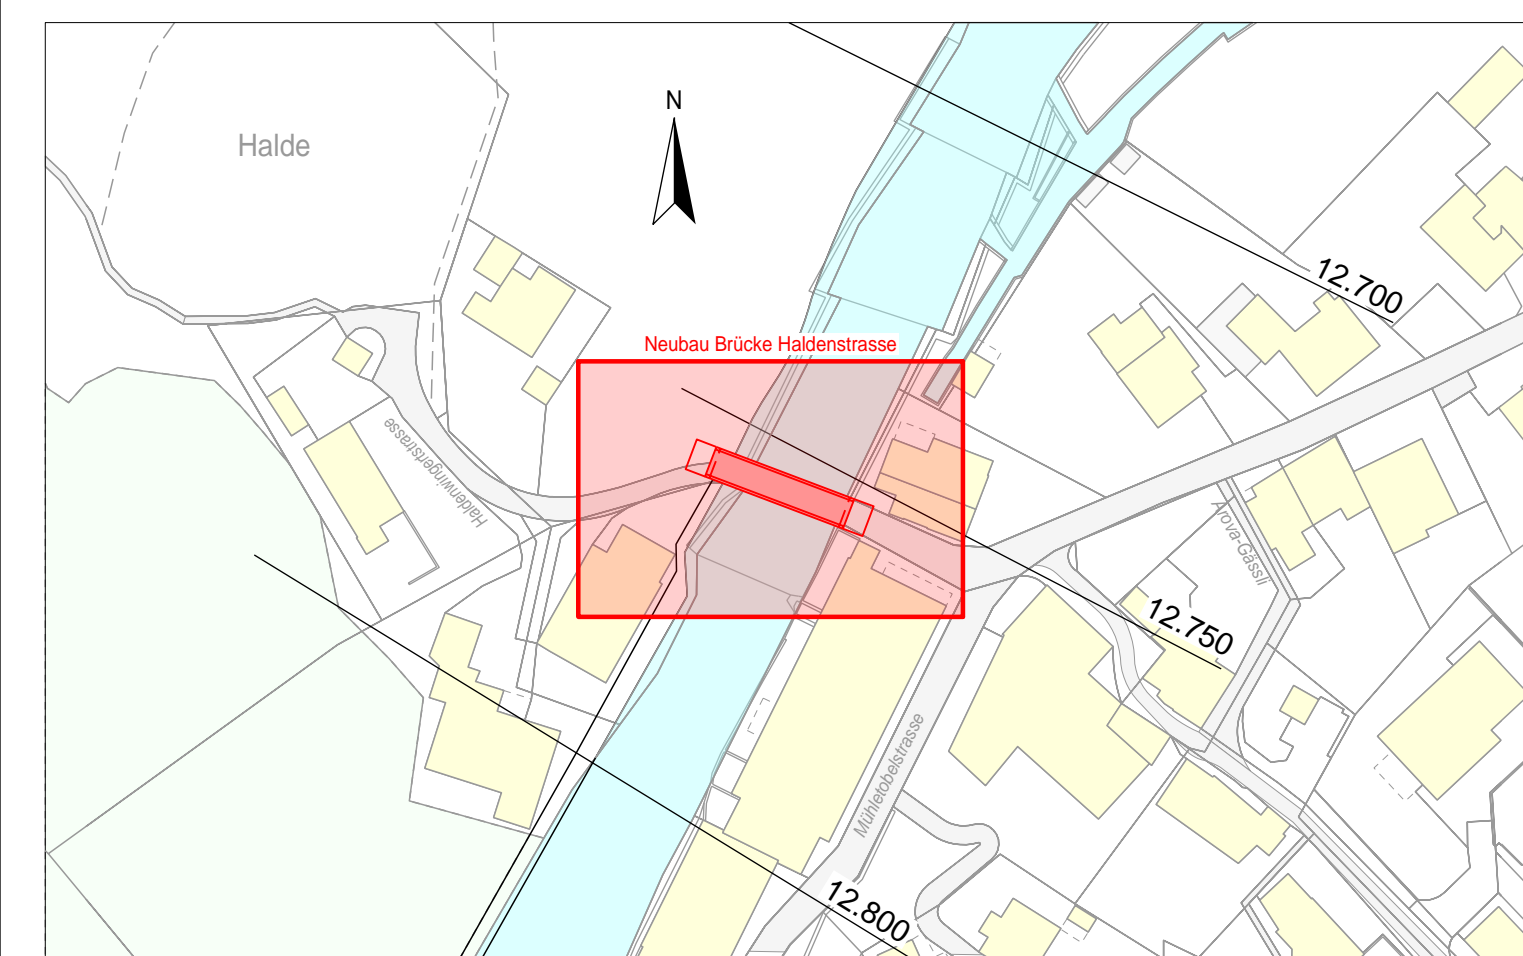 N
Halde
12.700
Neubau Brücke Haldenstrasse
Haldenwingertstrasse
Arova-Gässli
12.750
Mühletobelstrasse
12.800